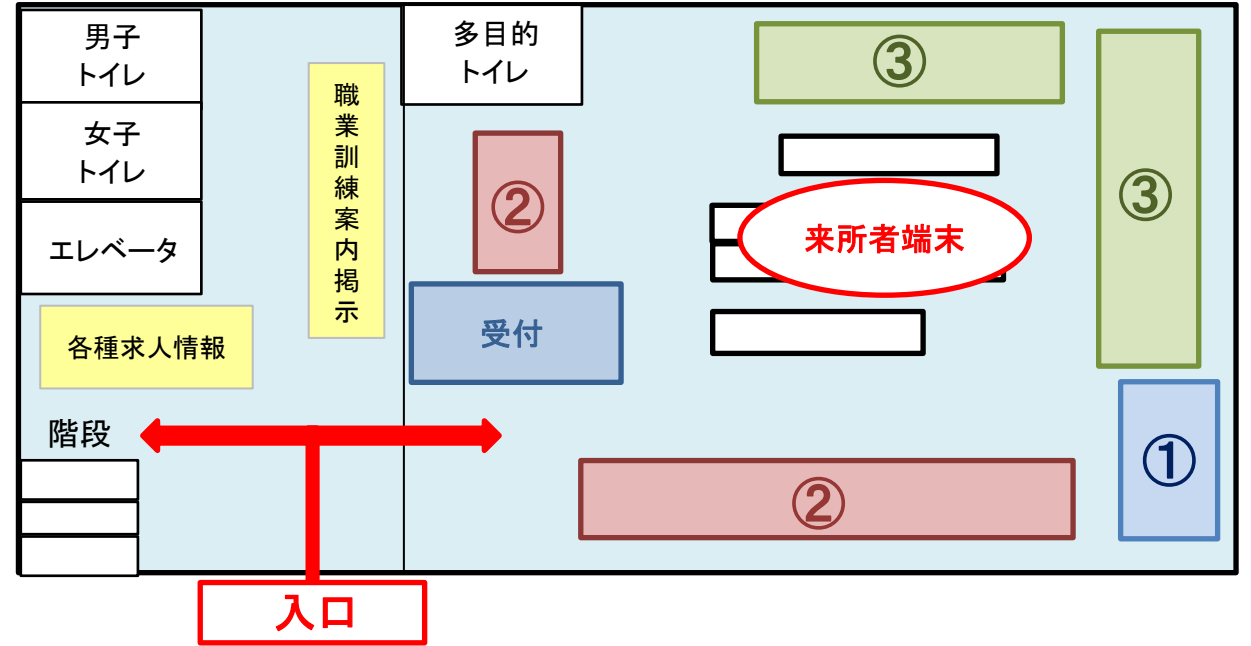 男子
トイレ
女子
トイレ
エレベータ
各種求人情報
階段
職業訓練案内掲示
多目的
トイレ
②
受付
③
来所者端末
③
①
②
入口